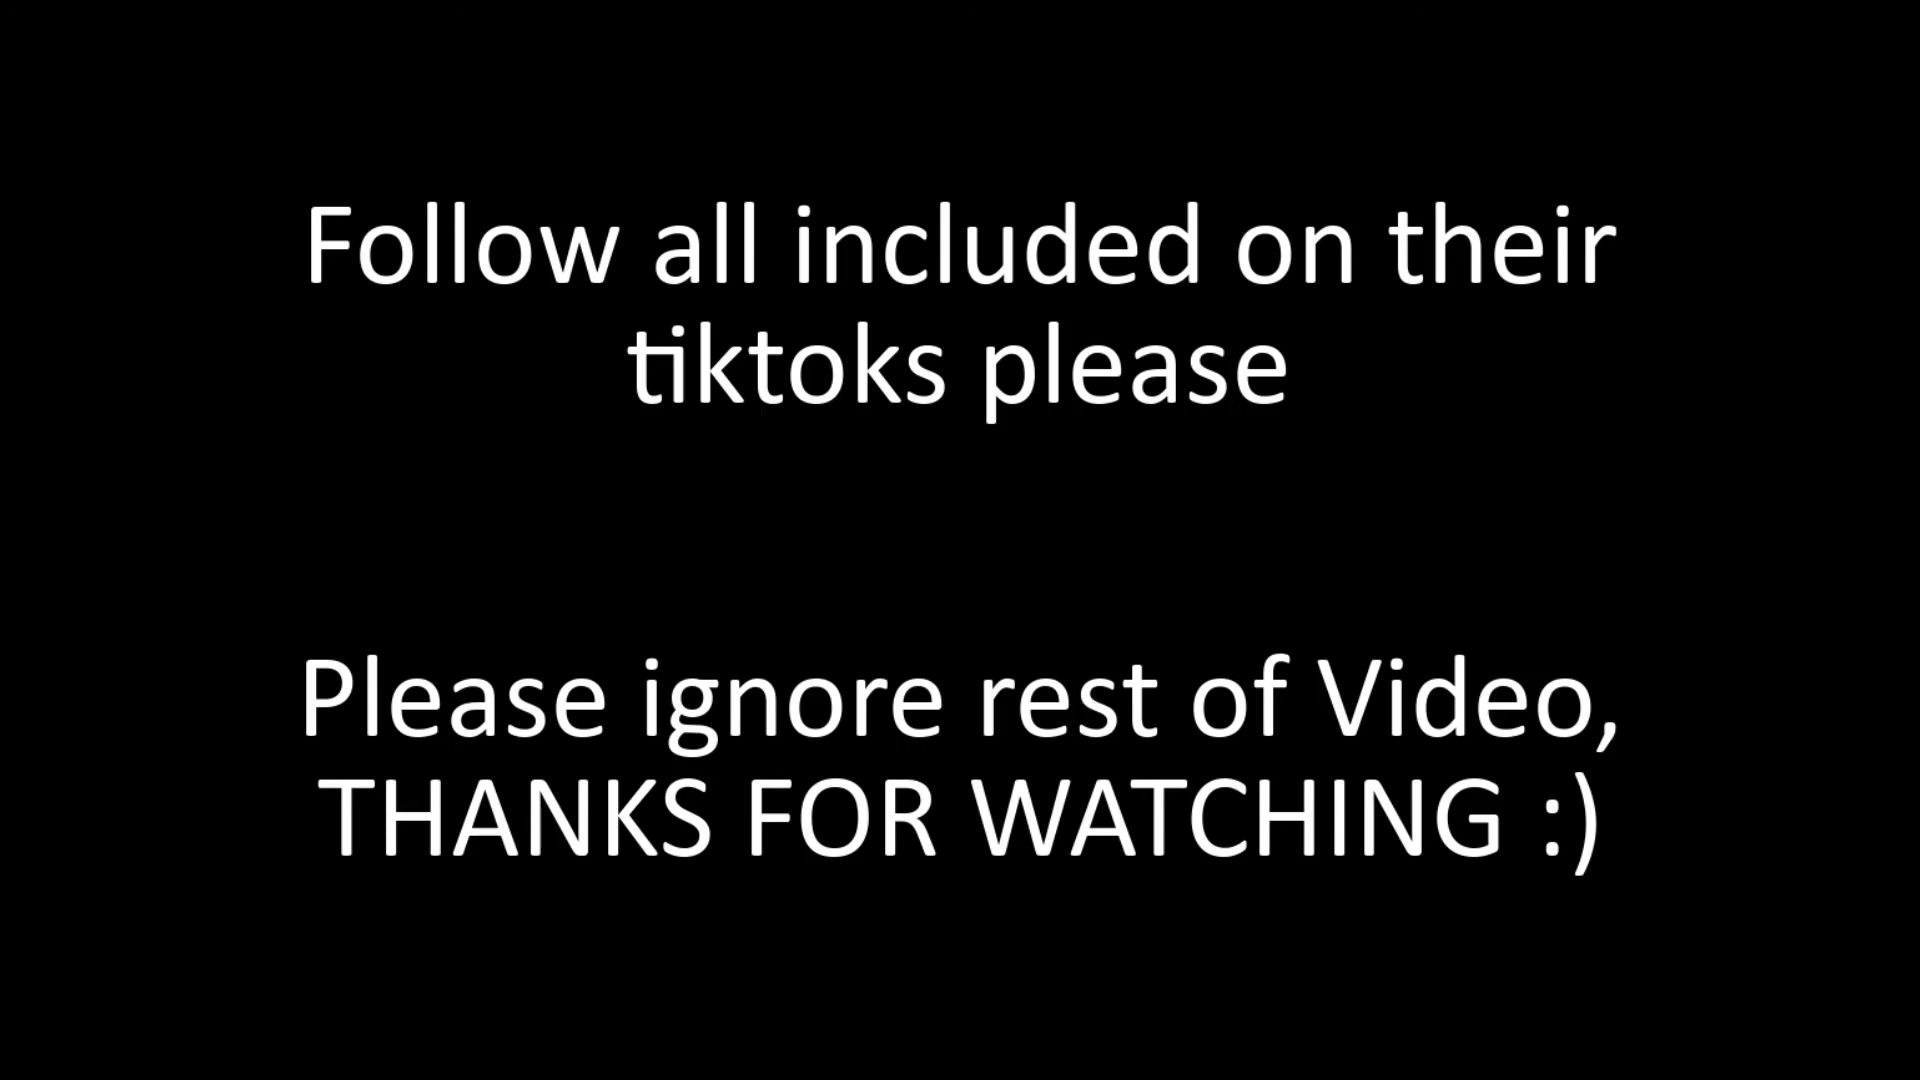 Follow all included on their
tiktoks please
Please ignore rest of Video,
THANKS FOR WATCHING :)